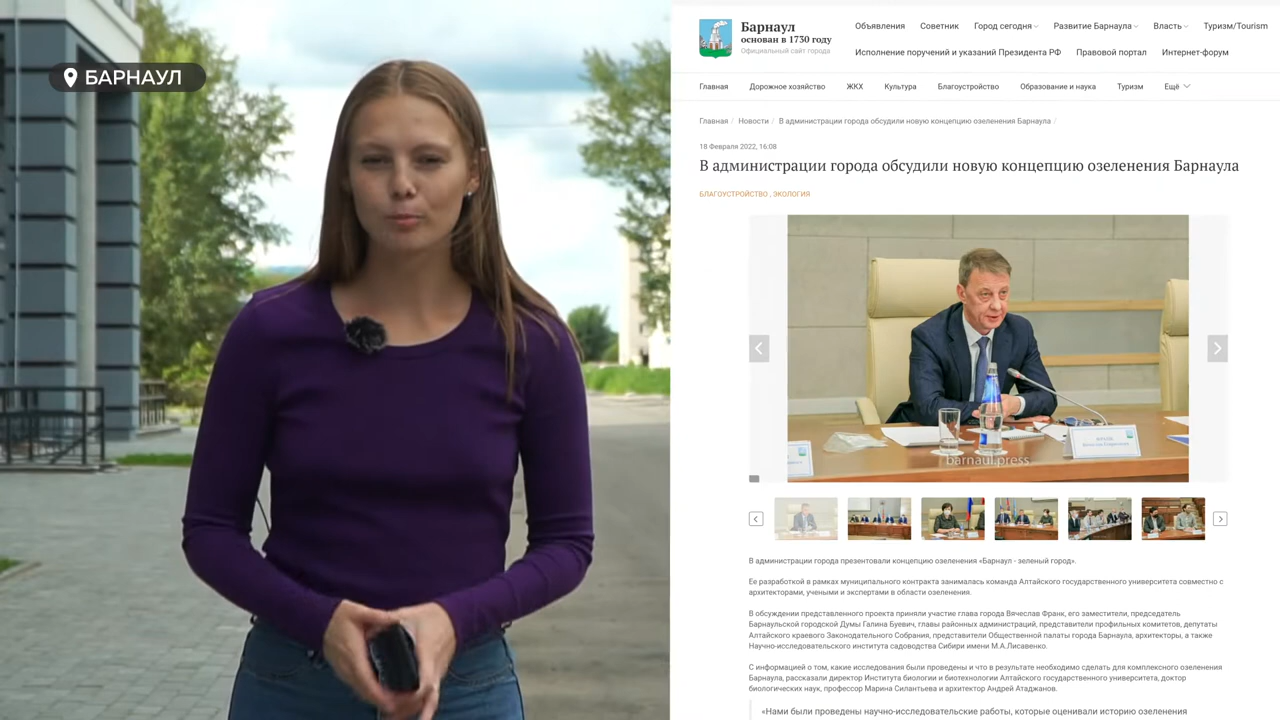 БАРНАУЛ
Барнаул
основан в 1730 году
Официальный сайт города
Объявления Советник Город сегодня Развитие Барнаула Власть Туризм/Tourism
Исполнение поручений и указаний Президента РФ Правовой портал Интернет-форум
Главная Дорожное хозяйство ЖКХ Культура Благоустройство Образование и наука Туризм Ещё
Главная / Новости / В администрации города обсудили новую концепцию озеленения Барнаула /
18 Февраля 2022, 16:08
В администрации города обсудили новую концепцию озеленения Барнаула
БЛАГОУСТРОЙСТВО , ЭКОЛОГИЯ
barnaul.press
В администрации города презентовали концепцию озеленения «Барнаул - зеленый город».
Ее разработкой в рамках муниципального контракта занималась команда Алтайского государственного университета совместно с
архитекторами, учеными и экспертами в области озеленения.
В обсуждении представленного проекта приняли участие глава города Вячеслав Франк, его заместители, председатель
Барнаульской городской Думы Галина Буевич, главы районных администраций, представители профильных комитетов, депутаты
Алтайского краевого Законодательного Собрания, представители Общественной палаты города Барнаула, архитекторы, а также
Научно-исследовательского института садоводства Сибири имени М.А.Лисавенко.
С информацией о том, какие исследования были проведены и что в результате необходимо сделать для комплексного озеленения
Барнаула, рассказали директор Института биологии и биотехнологии Алтайского государственного университета, доктор
биологических наук, профессор Марина Силантьева и архитектор Андрей Атаджанов.
«Нами были проведены научно-исследовательские работы, которые оценивали историю озеленения